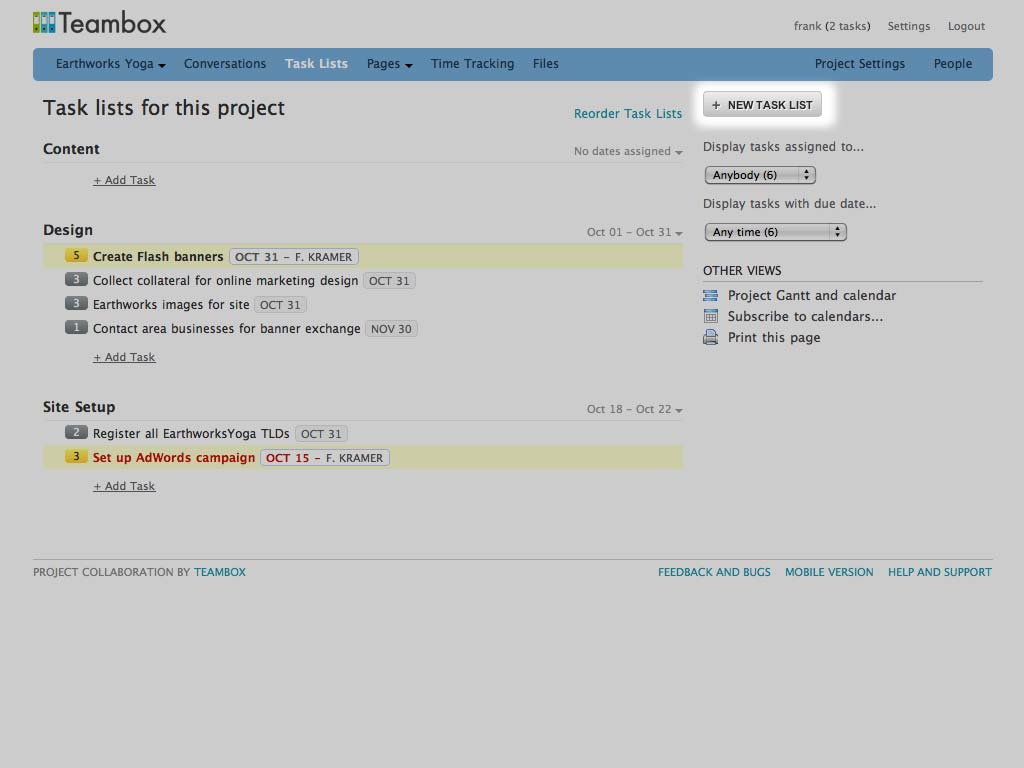 Teambox
frank (2 tasks) Settings Logout
Earthworks Yoga Conversations Task Lists Pages Time Tracking Files Project Settings People
Task lists for this project
Reorder Task Lists
+ NEW TASK LIST
Content
No dates assigned
+ Add Task
Design
Oct 01 – Oct 31
5 Create Flash banners OCT 31 – F. KRAMER
3 Collect collateral for online marketing design OCT 31
3 Earthworks images for site OCT 31
1 Contact area businesses for banner exchange NOV 30
+ Add Task
Site Setup
Oct 18 – Oct 22
2 Register all EarthworksYoga TLDs OCT 31
3 Set up AdWords campaign OCT 15 – F. KRAMER
+ Add Task
Display tasks assigned to...
Anybody (6)
Display tasks with due date...
Any time (6)
OTHER VIEWS
Project Gantt and calendar
Subscribe to calendars...
Print this page
PROJECT COLLABORATION BY TEAMBOX
FEEDBACK AND BUGS MOBILE VERSION HELP AND SUPPORT